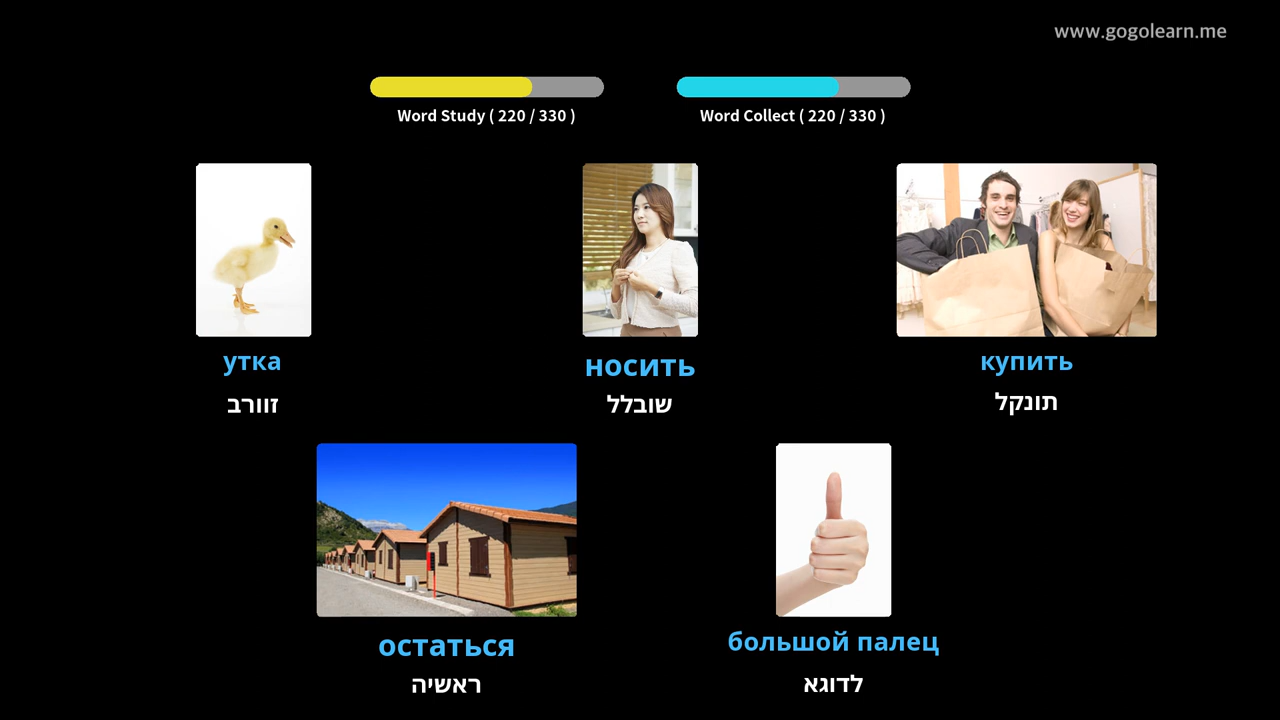 www.gogolearn.me
Word Study ( 220 / 330 )
Word Collect ( 220 / 330 )
утка
זוורב
носить
שובלל
купить
תונקל
остаться
ראשיה
большой палец
לדוגא